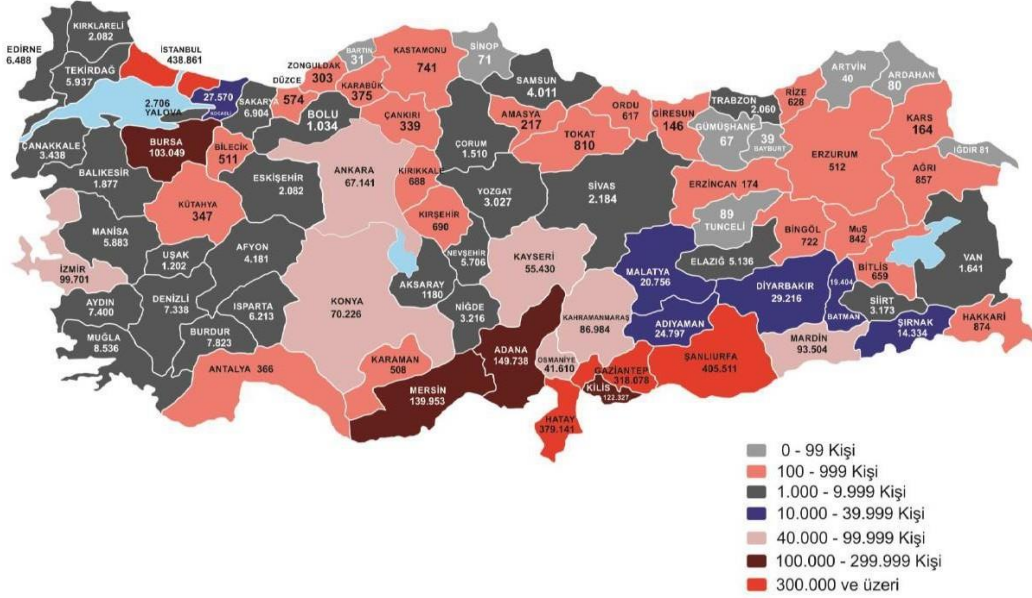 KIRKLARELİ
2.082
EDİRNE
6.488
TEKİRDAĞ
5.937
İSTANBUL
438.861
2.706
YALOVA
27.570
KOCAELİ
SAKARYA
6.904
DÜZCE
574
ZONGULDAK
303
BARTIN
31
KARABÜK
375
KASTAMONU
741
SİNOP
71
SAMSUN
4.011
BOLU
1.034
ÇANKIRI
339
AMASYA
217
ORDU
617
TOKAT
810
GİRESUN
146
TRABZON
2.060
GÜMÜŞHANE
67
39
BAYBURT
RİZE
628
ARTVİN
40
ARDAHAN
80
KARS
164
IĞDIR 81
AĞRI
857
ERZURUM
512
ERZİNCAN 174
ÇANAKKALE
3.438
BURSA
103.049
BİLECİK
511
BALIKESİR
1.877
KÜTAHYA
347
ESKİŞEHİR
2.082
ANKARA
67.141
KIRIKKALE
688
ÇORUM
1.510
YOZGAT
3.027
KIRŞEHİR
690
SİVAS
2.184
89
TUNCELİ
BİNGÖL
722
MuŞ
842
BİTLİS
659
VAN
1.641
MANİSA
5.883
UŞAK
1.202
AFYON
4.181
İZMİR
99.701
AYDIN
7.400
DENİZLİ
7.338
ISPARTA
6.213
BURDUR
7.823
MUĞLA
8.536
ANTALYA 366
KONYA
70.226
AKSARAY
1180
NEVŞEHİR
5.706
NİĞDE
3.216
KAYSERİ
55.430
KARAMAN
508
MERSİN
139.953
ADANA
149.738
OSMANİYE
41.610
KAHRAMANMARAŞ
86.984
MALATYA
20.756
ELAZIĞ 5.136
ADIYAMAN
24.797
DİYARBAKIR
29.216
19.404
BATMAN
SİİRT
3.173
ŞIRNAK
14.334
HAKKARİ
874
MARDİN
93.504
ŞANLIURFA
405.511
GAZİANTEP
318.078
KİLİS
122.327
HATAY
379.141
0 - 99 Kişi
100 - 999 Kişi
1.000 - 9.999 Kişi
10.000 - 39.999 Kişi
40.000 - 99.999 Kişi
100.000 - 299.999 Kişi
300.000 ve üzeri